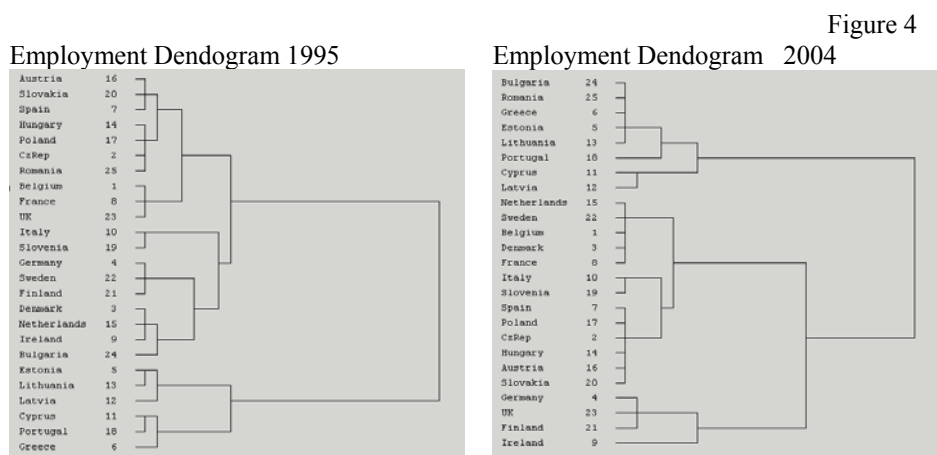 Figure 4
Employment Dendogram 1995
Employment Dendogram 2004
Austria 16
Slovakia 20
Spain 7
Hungary 14
Poland 17
CzRep 2
Romania 25
Belgium 1
France 8
UK 23
Italy 10
Slovenia 19
Germany 4
Sweden 22
Finland 21
Denmark 3
Netherlands 15
Ireland 9
Bulgaria 24
Estonia 5
Lithuania 13
Latvia 12
Cyprus 11
Portugal 18
Greece 6
Bulgaria 24
Romania 25
Greece 6
Estonia 5
Lithuania 13
Portugal 18
Cyprus 11
Latvia 12
Netherlands 15
Sweden 22
Belgium 1
Denmark 3
France 8
Italy 10
Slovenia 19
Spain 7
Poland 17
CzRep 2
Hungary 14
Austria 16
Slovakia 20
Germany 4
UK 23
Finland 21
Ireland 9